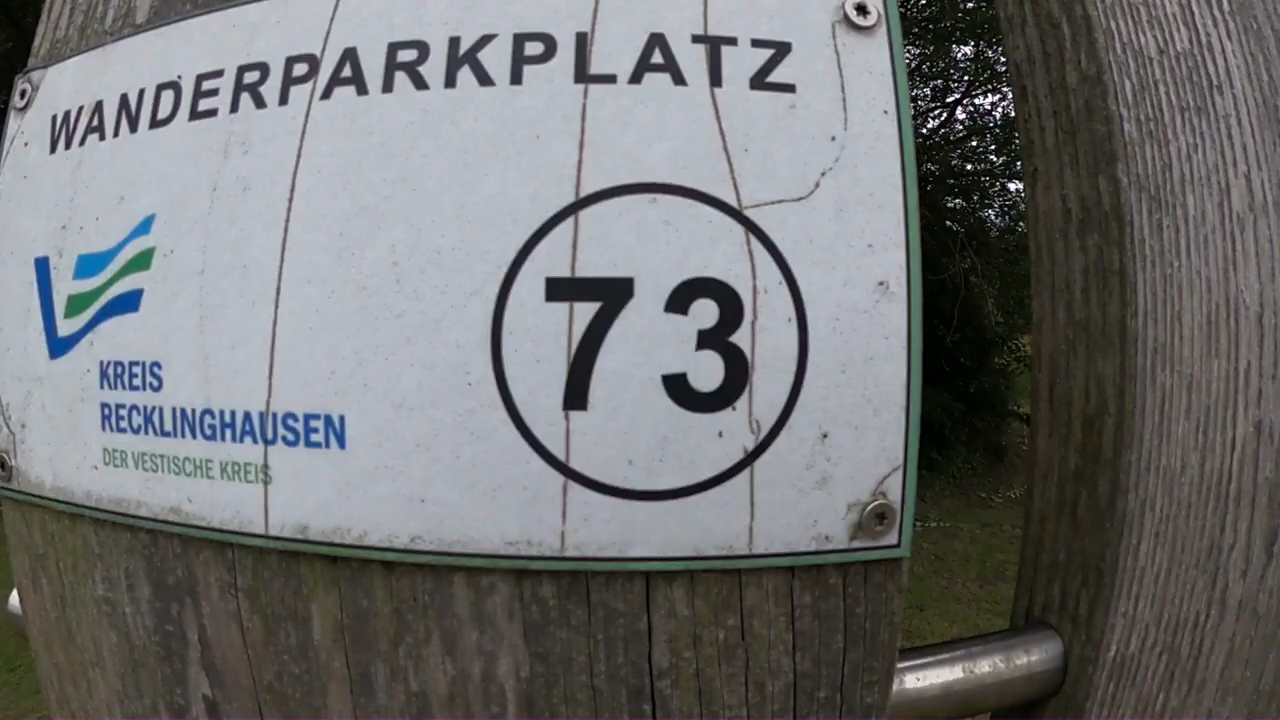 WANDERPARKPLATZ
73
KREIS
RECKLINGHAUSEN
DER VESTISCHE KREIS